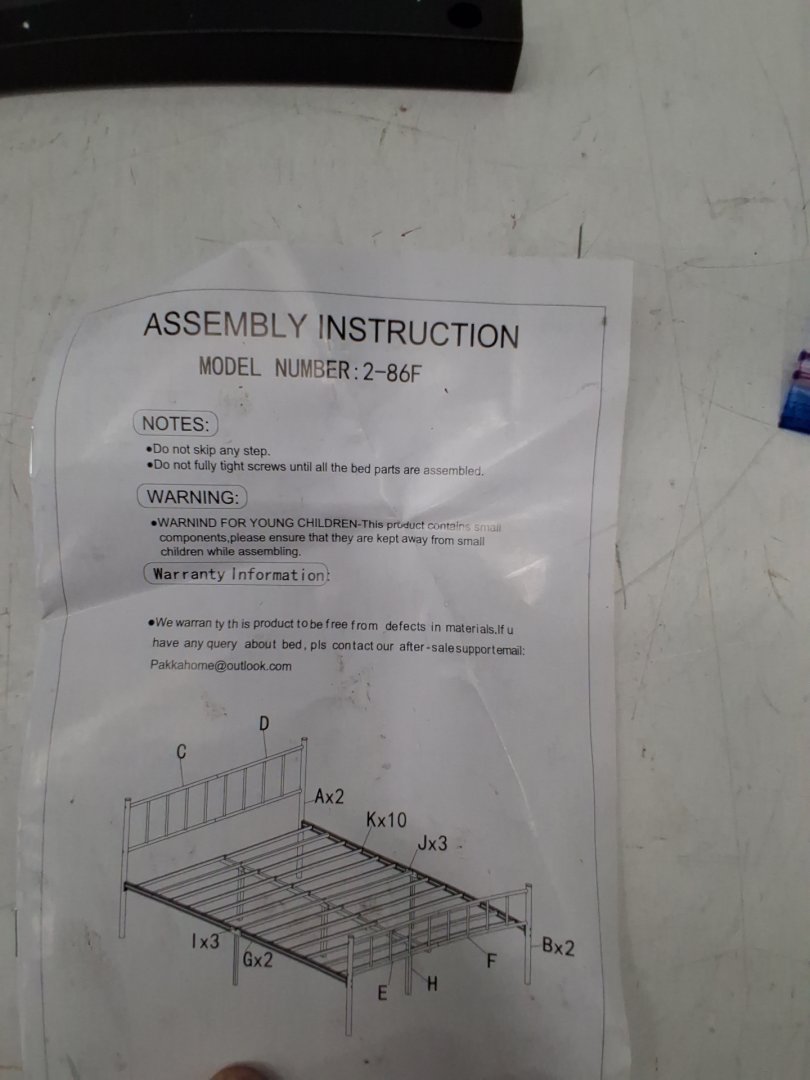 ASSEMBLY INSTRUCTION
MODEL NUMBER:2-86F
NOTES:
•Do not skip any step.
•Do not fully tight screws until all the bed parts are assembled.
WARNING:
•WARNIND FOR YOUNG CHILDREN-This product contains small
components,please ensure that they are kept away from small
children while assembling.
Warranty Information:
•We warran ty th is product to be free from defects in materials.If u
have any query about bed, pls contact our after-sale support email:
Pakkahome@outlook.com
D
C
Ax2
Kx10
Jx3
Ix3
Gx2
Bx2
F
H
E